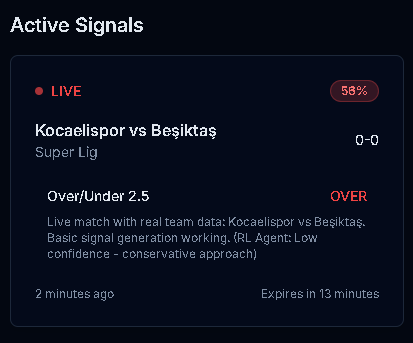 Active Signals
LIVE
56%
Kocaelispor vs Beşiktaş
0-0
Super Lig
Over/Under 2.5
OVER
Live match with real team data: Kocaelispor vs Beşiktaş.
Basic signal generation working. (RL Agent: Low
confidence - conservative approach)
2 minutes ago
Expires in 13 minutes